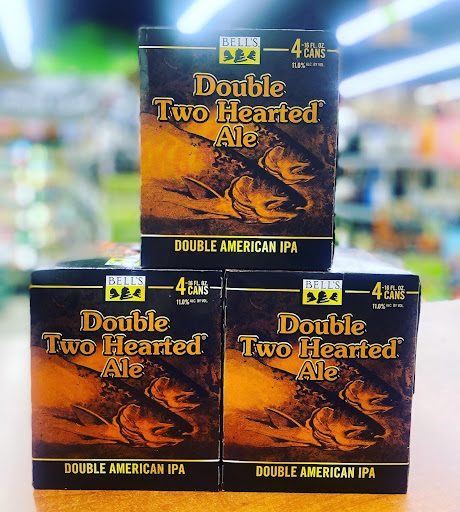 BELL'S
4-16 FL. OZ.
CANS
11.0% ALC. BY VOL.
Double
Two Hearted®
Ale
DOUBLE AMERICAN IPA
BELL'S
4-16 FL. OZ.
CANS
11.0% ALC. BY VOL.
Double
Two Hearted®
Ale
DOUBLE AMERICAN IPA
BELL'S
4-16 FL. OZ.
CANS
11.0% ALC. BY VOL.
Double
Two Hearted®
Ale
DOUBLE AMERICAN IPA